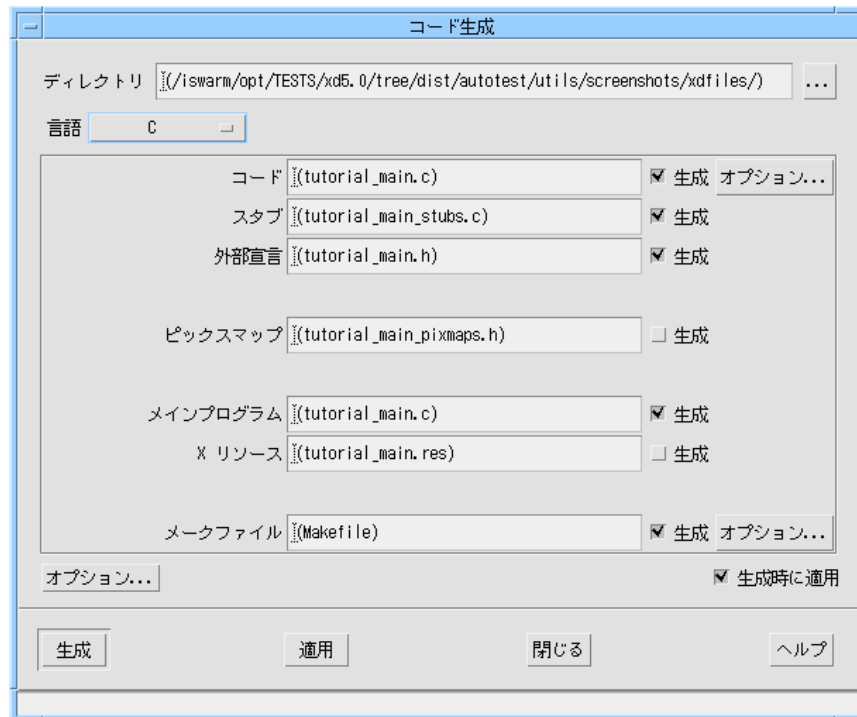 コード生成
ディレクトリ (/iswarm/opt/TESTS/xd5.0/tree/dist/autotest/utils/screenshots/xdfiles/) ...
言語 C
コード (tutorial_main.c) 生成 オプション...
スタブ (tutorial_main_stubs.c) 生成
外部宣言 (tutorial_main.h) 生成
ピックスマップ (tutorial_main_pixmaps.h) 生成
メインプログラム (tutorial_main.c) 生成
X リソース (tutorial_main.res) 生成
メークファイル (Makefile) 生成 オプション...
オプション... 生成時に適用
生成 適用 閉じる ヘルプ